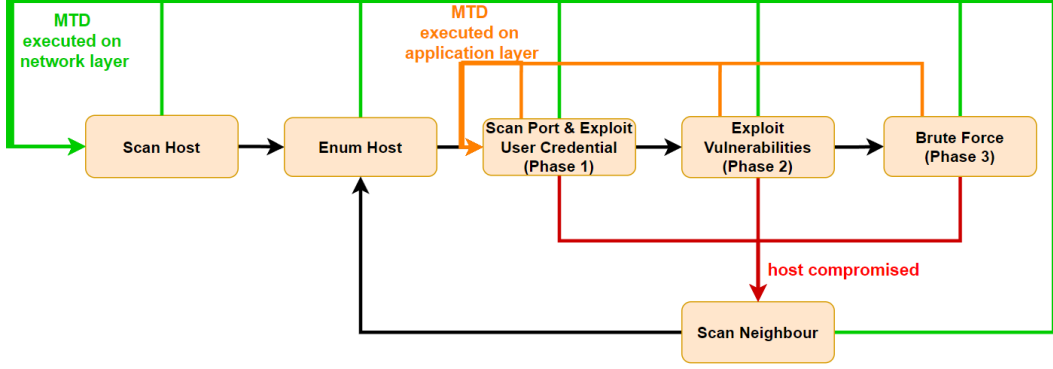 MTD
executed on
network layer
MTD
executed on
application layer
Scan Host
Enum Host
Scan Port & Exploit
User Credential
(Phase 1)
Exploit
Vulnerabilities
(Phase 2)
Brute Force
(Phase 3)
host compromised
Scan Neighbour